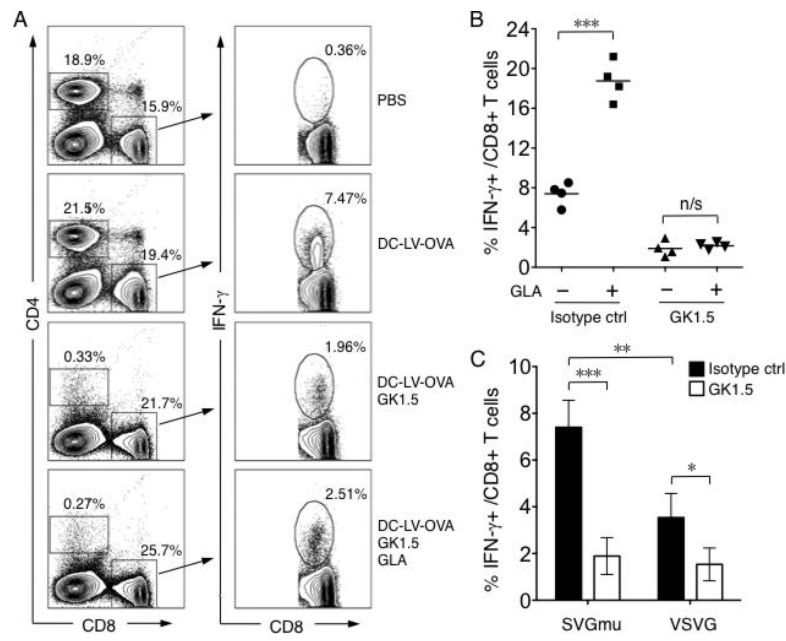 A
18.9%
15.9%
0.36%
PBS
21.5%
19.4%
7.47%
DC-LV-OVA
0.33%
21.7%
1.96%
DC-LV-OVA
GK1.5
0.27%
25.7%
2.51%
DC-LV-OVA
GK1.5
GLA
CD4
IFN-γ
CD8
CD8
B
% IFN-γ+ /CD8+ T cells
24
20
16
12
8
4
0
***
n/s
GLA − + − +
Isotype ctrl GK1.5
C
% IFN-γ+ /CD8+ T cells
10
8
6
4
2
0
**
***
*
Isotype ctrl
GK1.5
SVGmu VSVG